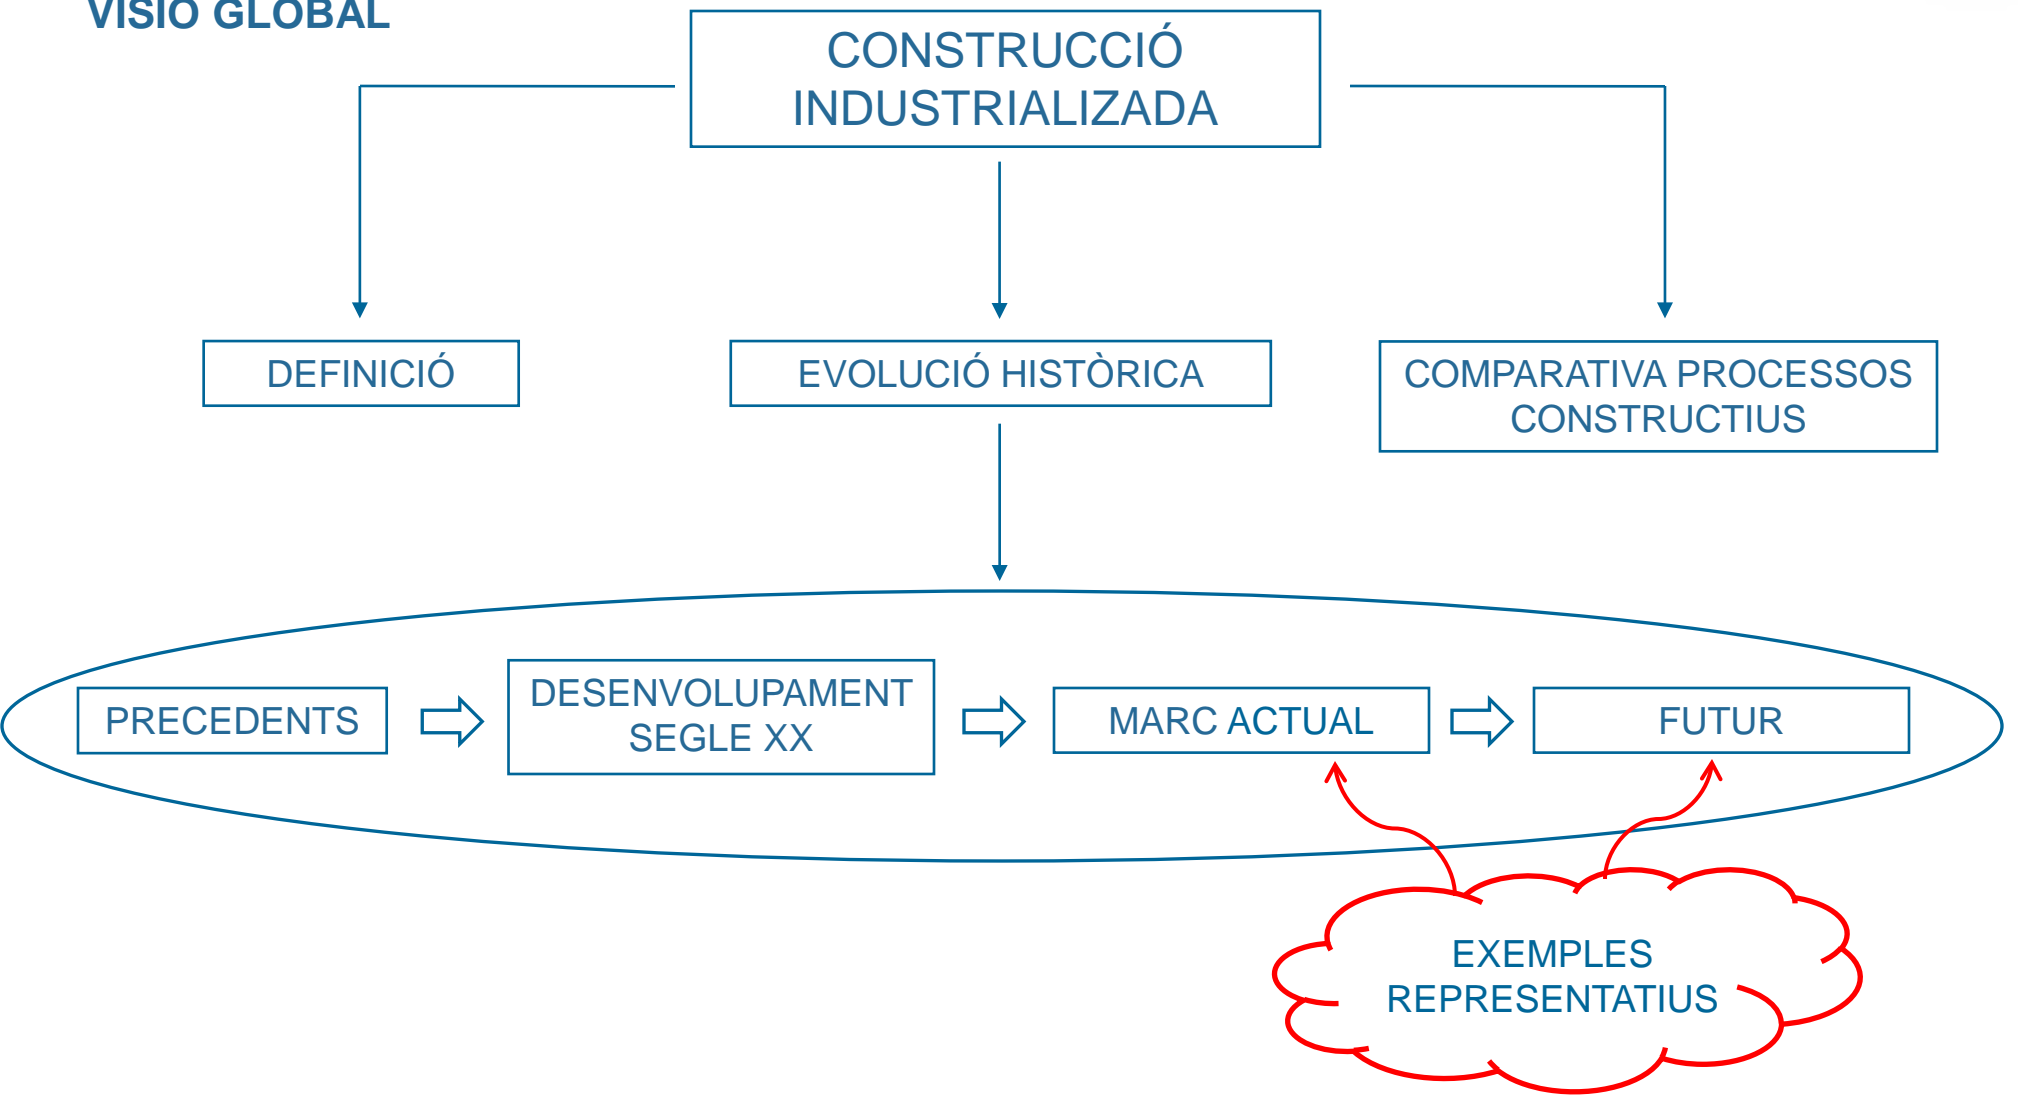 VISIÓ GLOBAL
CONSTRUCCIÓ
INDUSTRIALIZADA
DEFINICIÓ
EVOLUCIÓ HISTÒRICA
COMPARATIVA PROCESSOS
CONSTRUCTIUS
PRECEDENTS
DESENVOLUPAMENT
SEGLE XX
MARC ACTUAL
FUTUR
EXEMPLES
REPRESENTATIUS